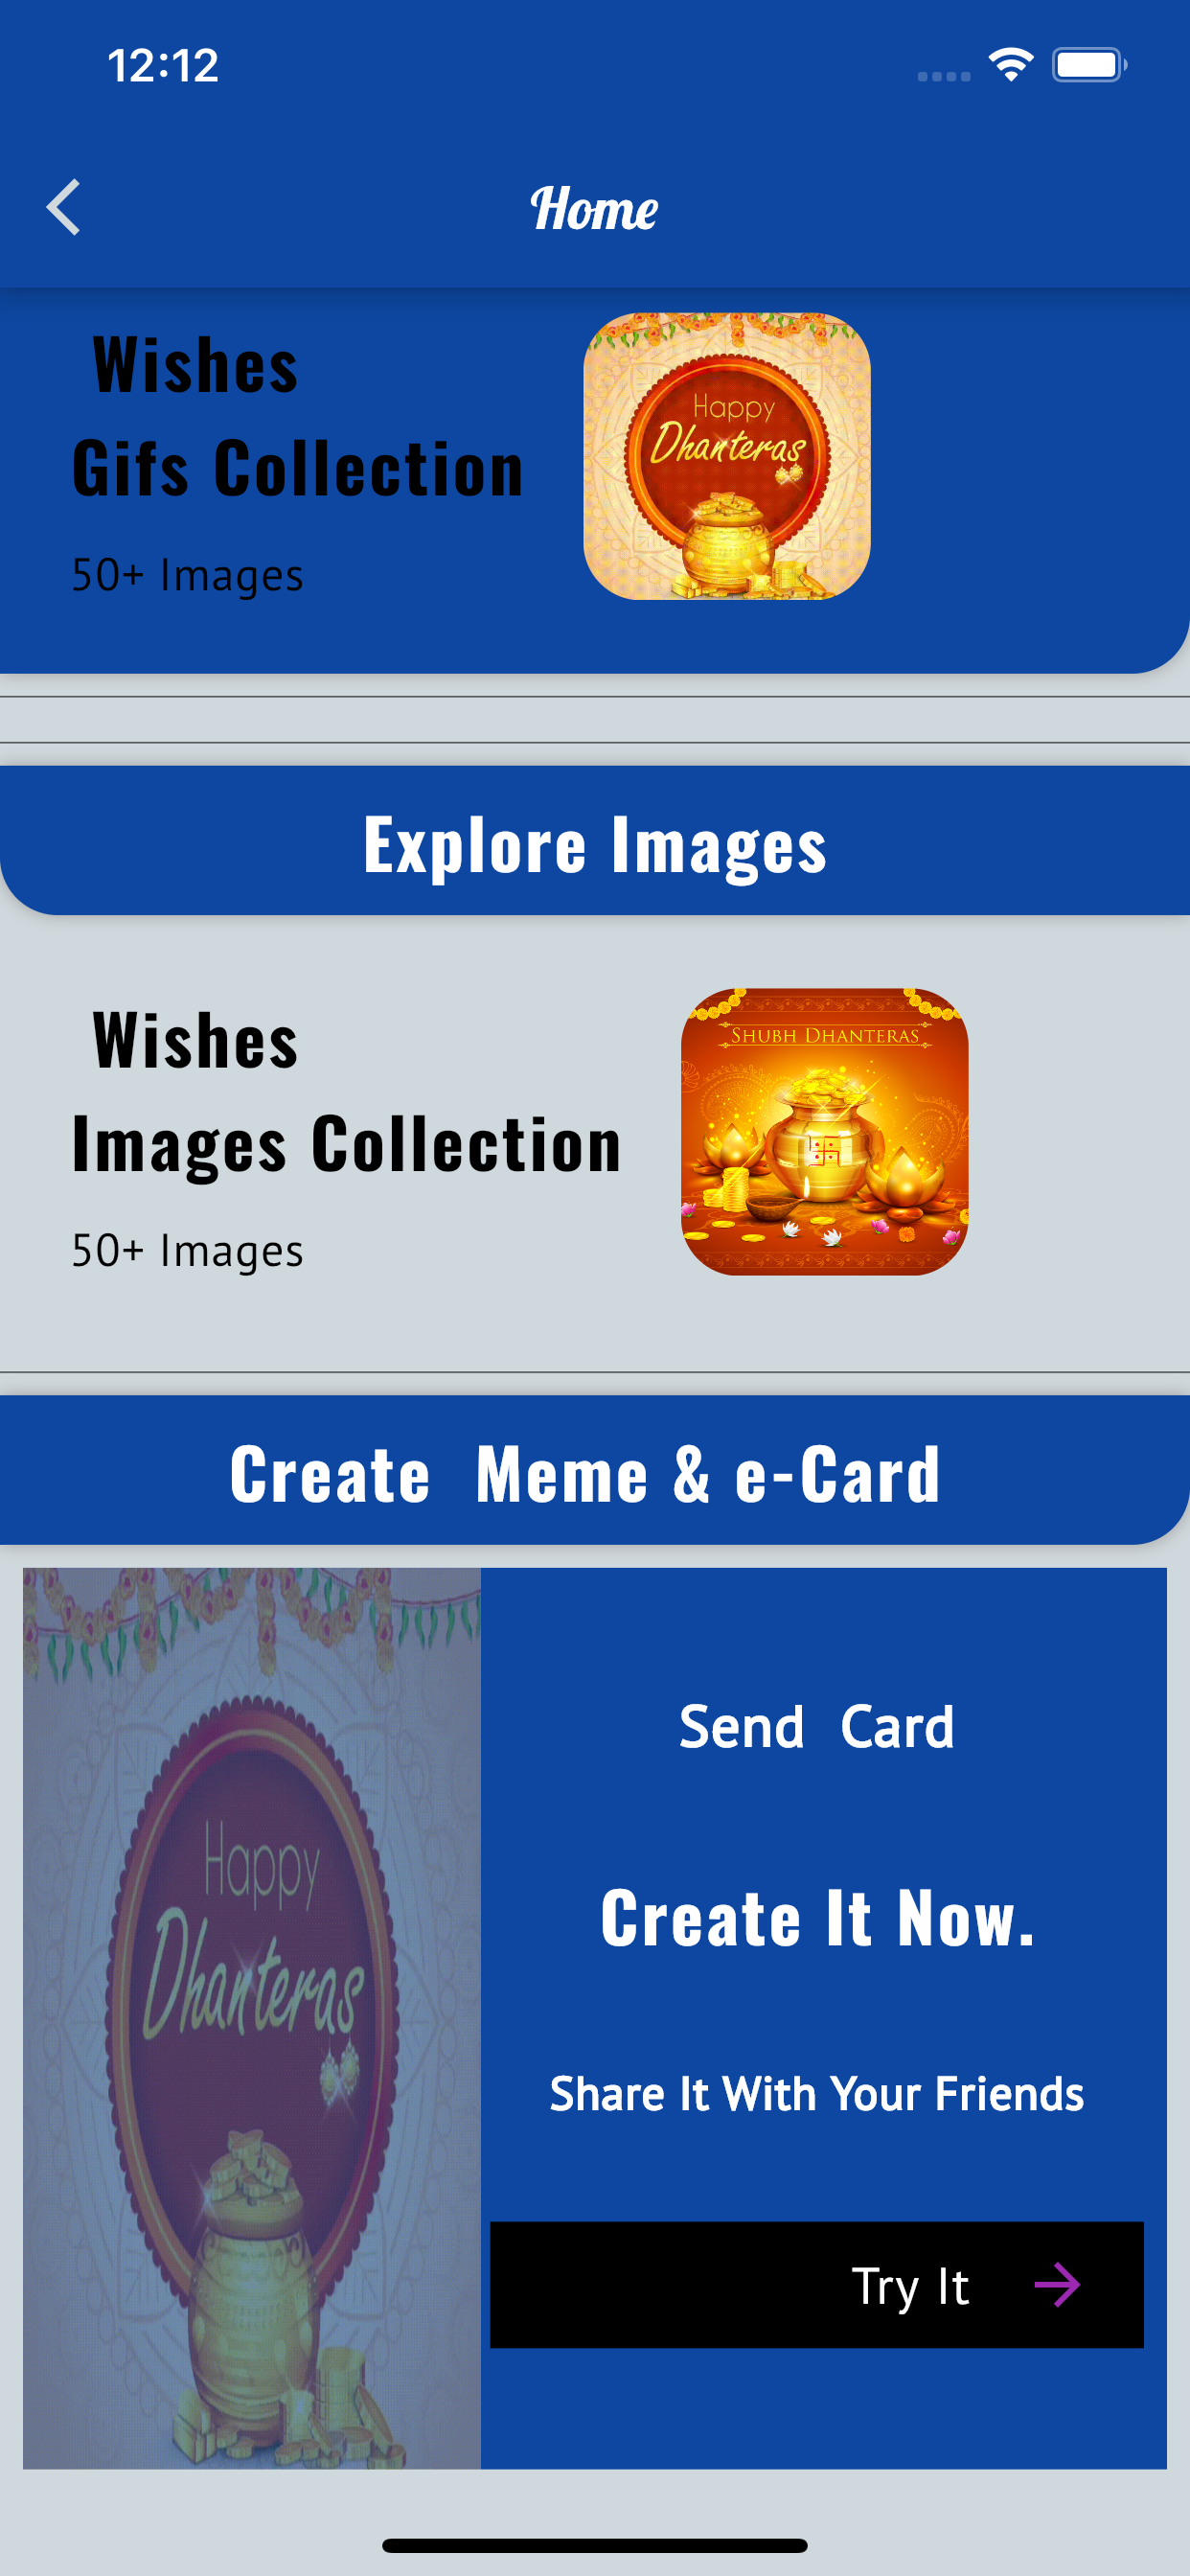 12:12
Home
Wishes
Gifs Collection
50+ Images
Happy
Dhanteras
Explore Images
Wishes
Images Collection
50+ Images
SHUBH DHANTERAS
Create  Meme & e-Card
Happy
Dhanteras
Send  Card
Create It Now.
Share It With Your Friends
Try It